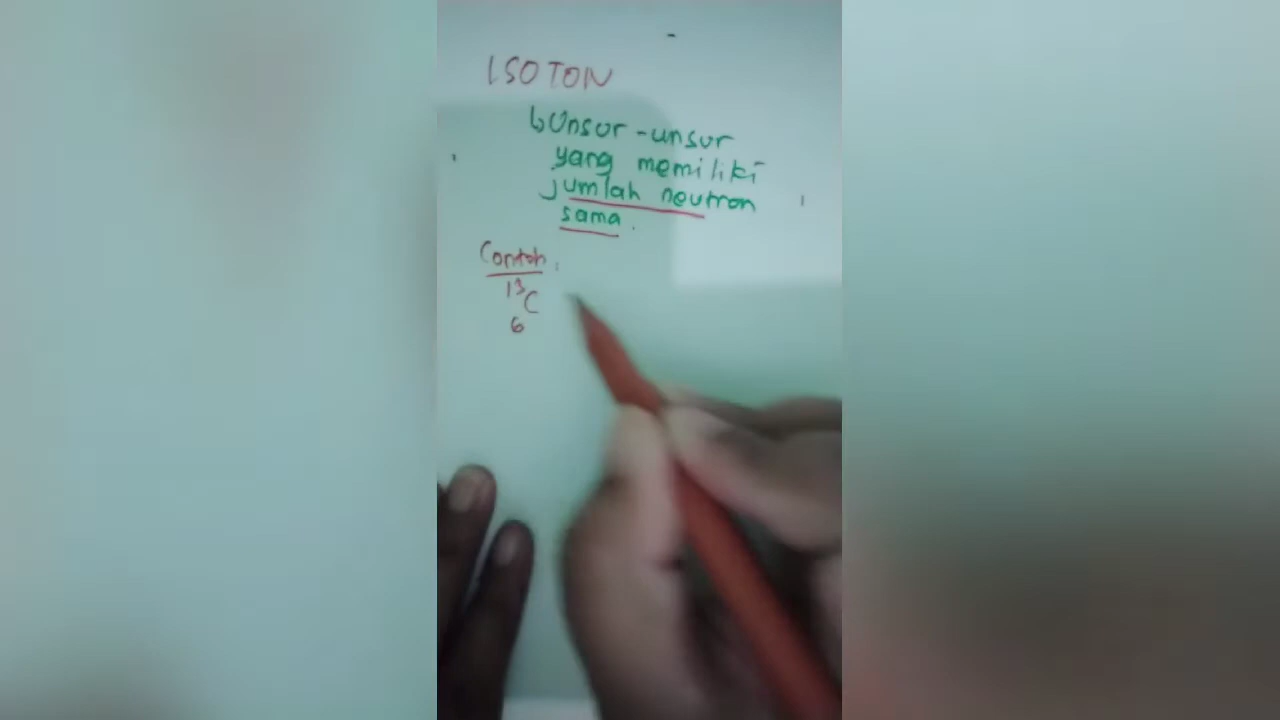 ISOTON
↳ Unsur-unsur
yang memiliki
jumlah neutron
sama.
Contoh:
13
C
6